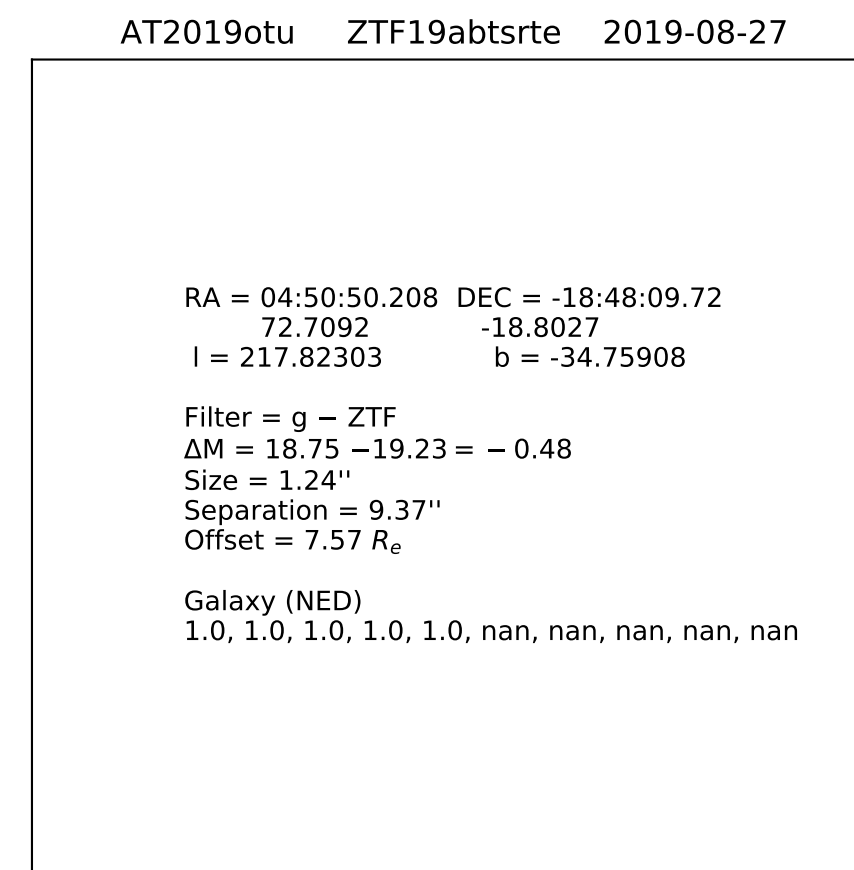 AT2019otu ZTF19abtsrte 2019-08-27
RA = 04:50:50.208 DEC = -18:48:09.72
72.7092 -18.8027
l = 217.82303 b = -34.75908
Filter = g − ZTF
ΔM = 18.75 −19.23 = − 0.48
Size = 1.24''
Separation = 9.37''
Offset = 7.57 Re
Galaxy (NED)
1.0, 1.0, 1.0, 1.0, 1.0, nan, nan, nan, nan, nan